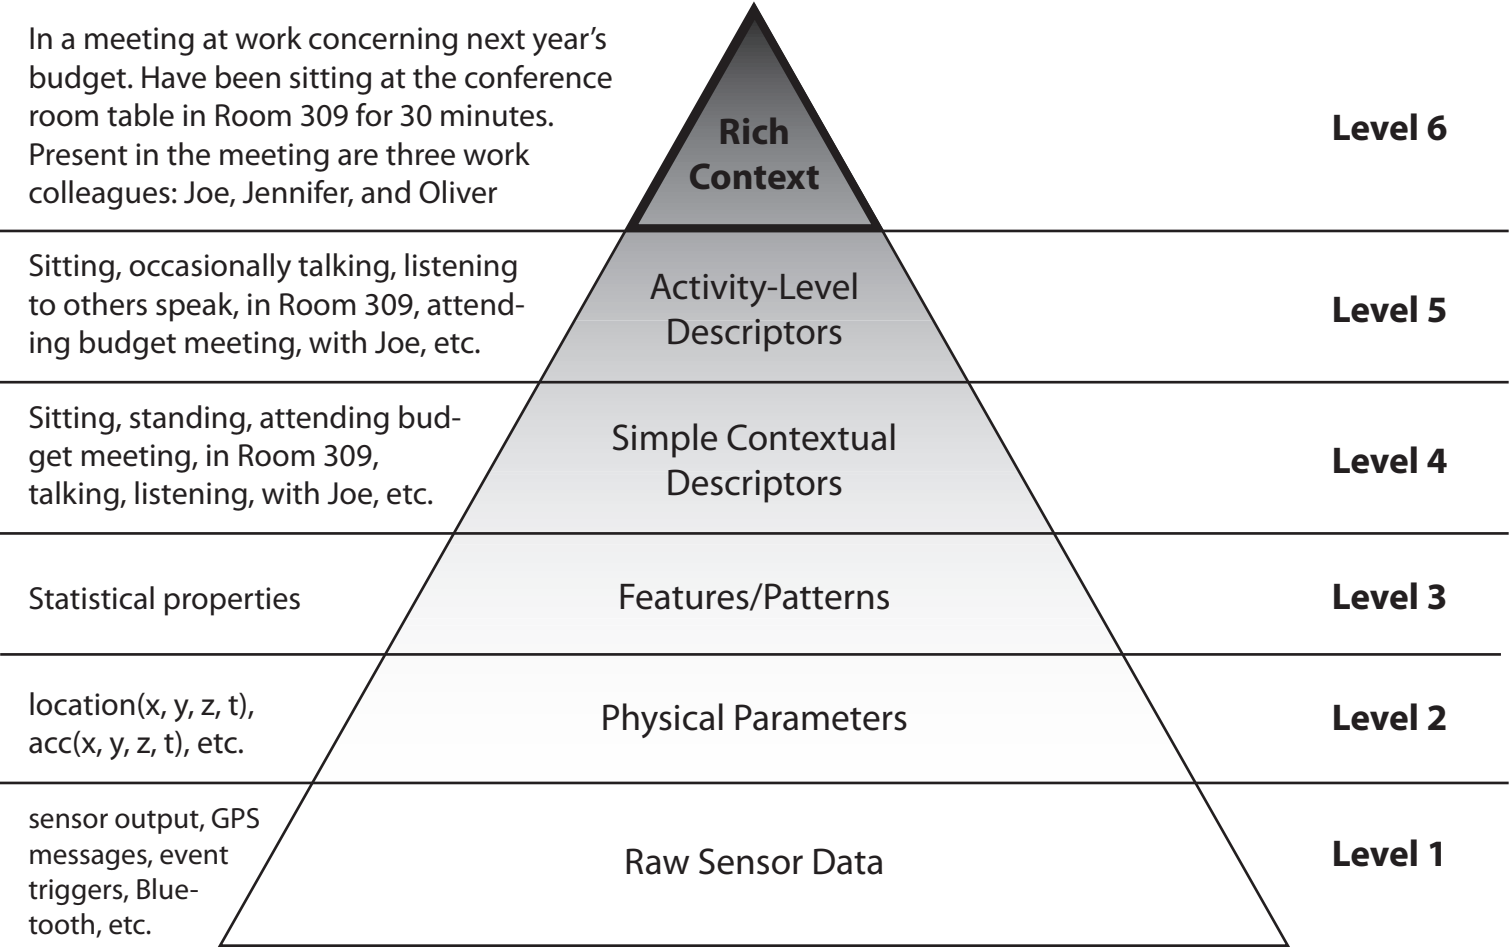 In a meeting at work concerning next year’s
budget. Have been sitting at the conference
room table in Room 309 for 30 minutes.
Present in the meeting are three work
colleagues: Joe, Jennifer, and Oliver
Rich
Context
Level 6
Sitting, occasionally talking, listening
to others speak, in Room 309, attend-
ing budget meeting, with Joe, etc.
Activity-Level
Descriptors
Level 5
Sitting, standing, attending bud-
get meeting, in Room 309,
talking, listening, with Joe, etc.
Simple Contextual
Descriptors
Level 4
Statistical properties
Features/Patterns
Level 3
location(x, y, z, t),
acc(x, y, z, t), etc.
Physical Parameters
Level 2
sensor output, GPS
messages, event
triggers, Blue-
tooth, etc.
Raw Sensor Data
Level 1